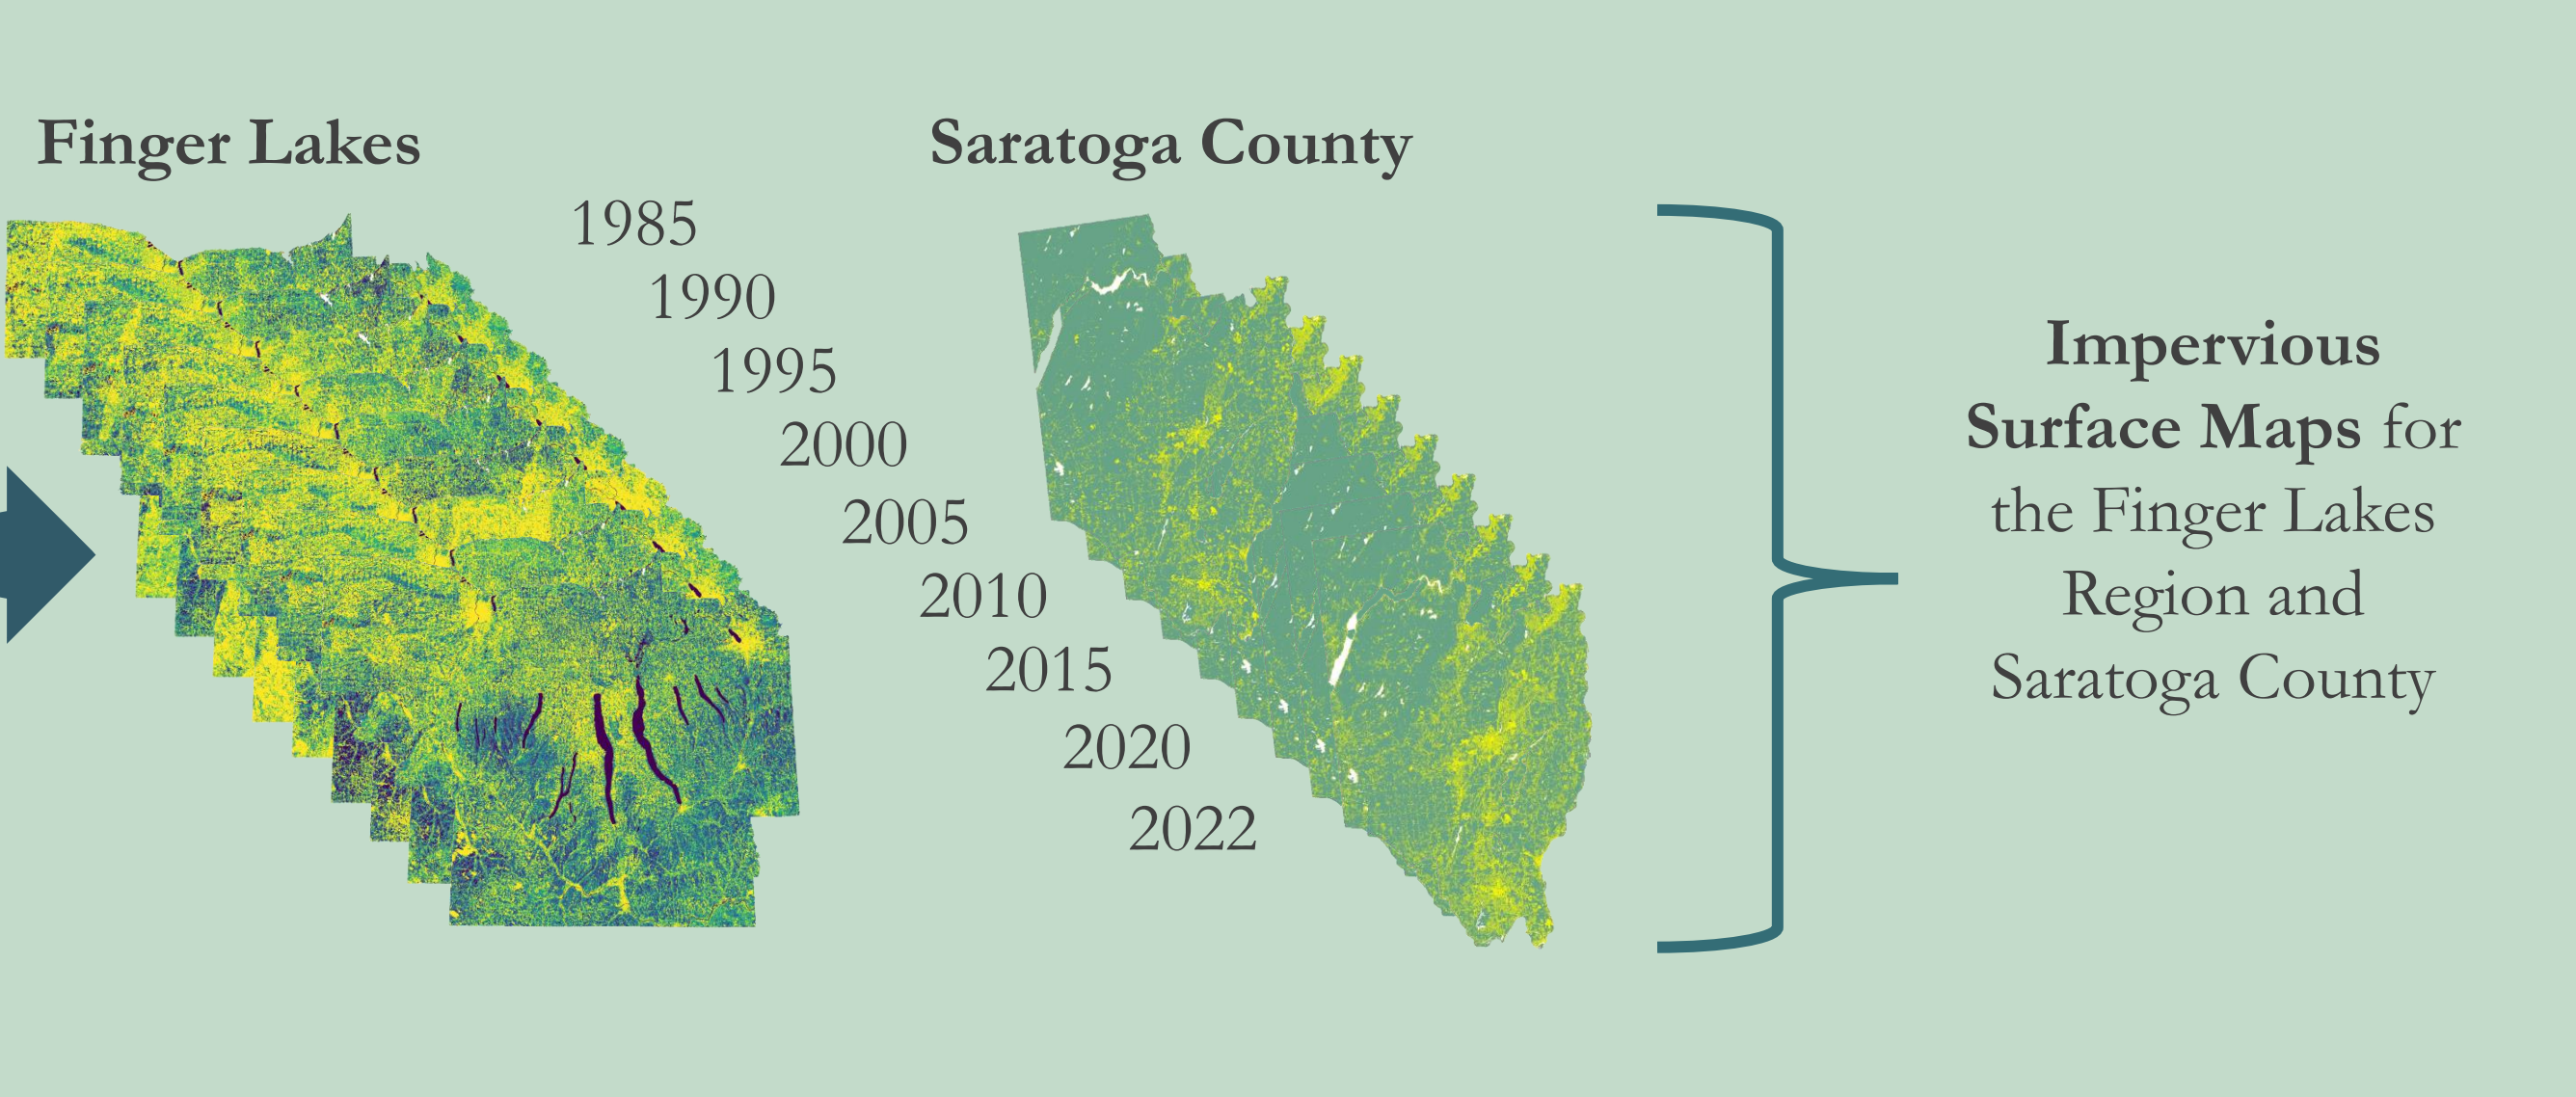 Finger Lakes
Saratoga County
1985
1990
1995
2000
2005
2010
2015
2020
2022
Impervious
Surface Maps for
the Finger Lakes
Region and
Saratoga County